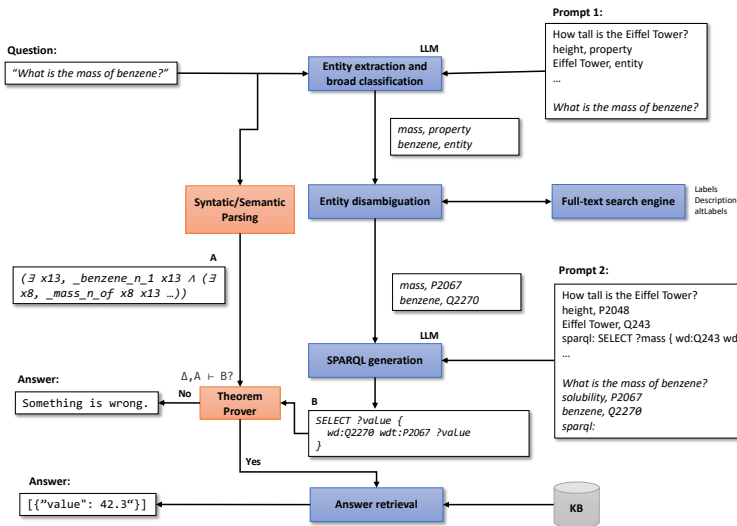 Prompt 1:
How tall is the Eiffel Tower?
height, property
Eiffel Tower, entity
…
What is the mass of benzene?
LLM
Question:
"What is the mass of benzene?"
Entity extraction and
broad classification
mass, property
benzene, entity
Syntatic/Semantic
Parsing
Entity disambiguation
Full-text search engine
Labels
Description
altLabels
A
(∃ x13, _benzene_n_1 x13 ∧ (∃
x8, _mass_n_of x8 x13 …))
mass, P2067
benzene, Q2270
Prompt 2:
How tall is the Eiffel Tower?
height, P2048
Eiffel Tower, Q243
sparql: SELECT ?mass { wd:Q243 wd
…
What is the mass of benzene?
solubility, P2067
benzene, Q2270
sparql:
LLM
SPARQL generation
Δ,A ⊢ B?
Answer:
Something is wrong.
No
Theorem
Prover
B
SELECT ?value {
wd:Q2270 wdt:P2067 ?value
}
Yes
Answer:
[{"value": 42.3"}]
Answer retrieval
KB